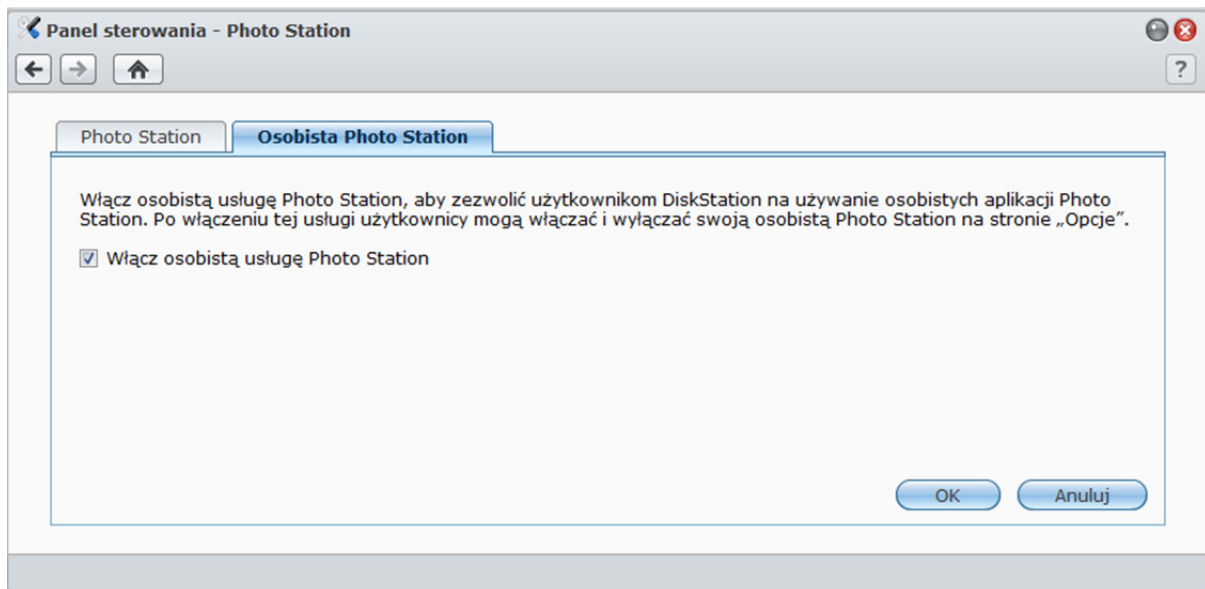 Panel sterowania - Photo Station
?
Photo Station
Osobista Photo Station
Włącz osobistą usługę Photo Station, aby zezwolić użytkownikom DiskStation na używanie osobistych aplikacji Photo
Station. Po włączeniu tej usługi użytkownicy mogą włączać i wyłączać swoją osobistą Photo Station na stronie „Opcje”.
Włącz osobistą usługę Photo Station
OK
Anuluj